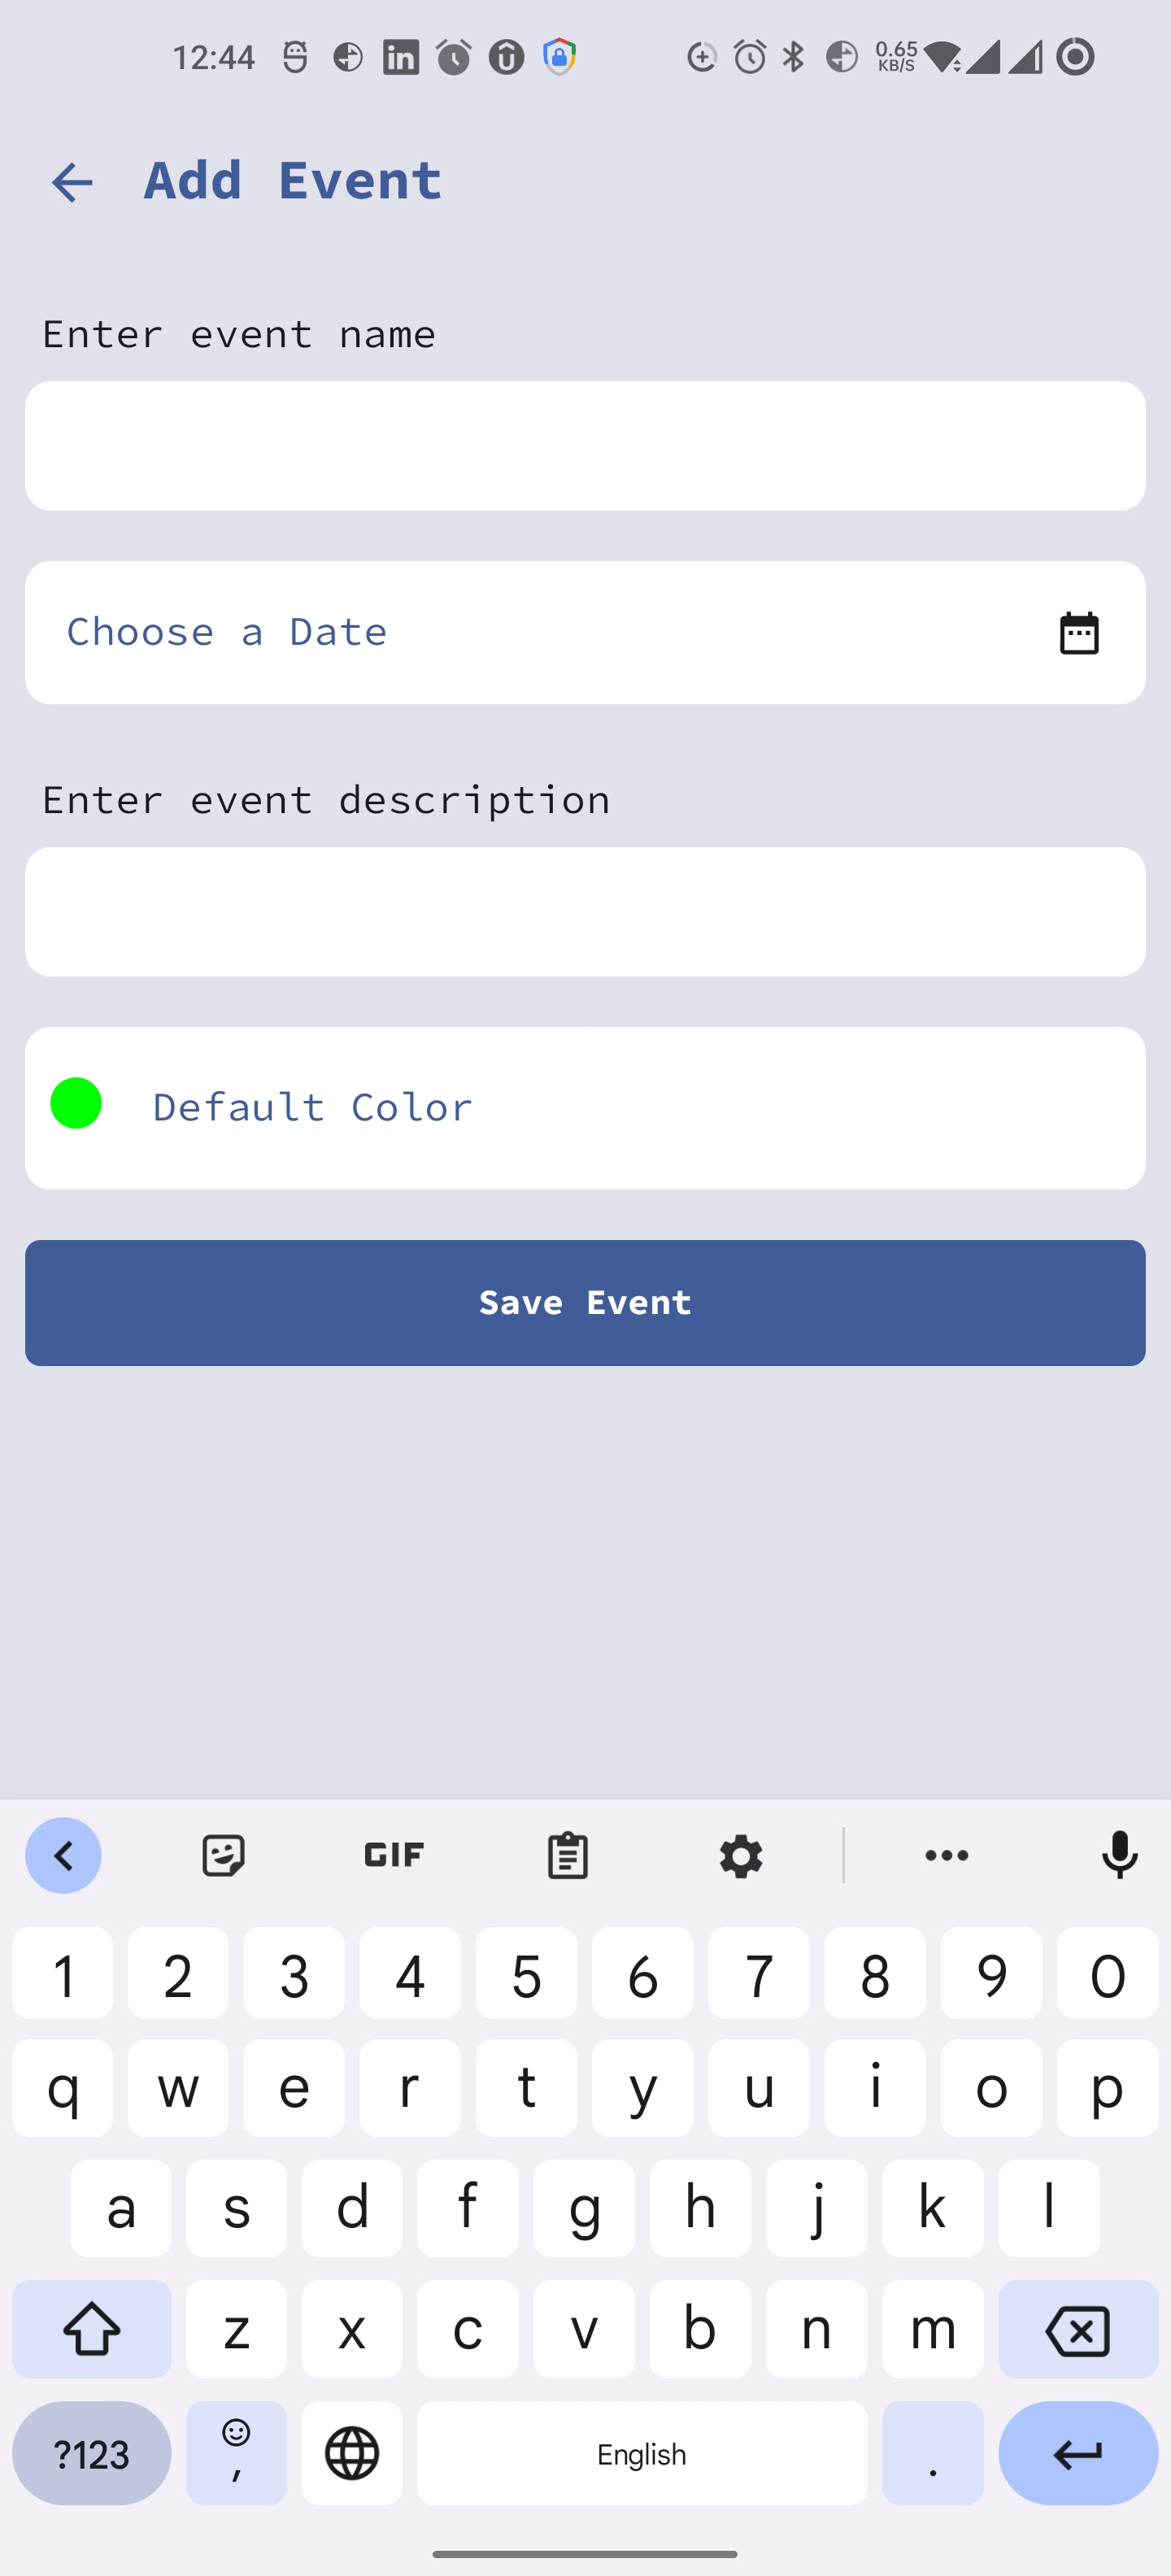 12:44
0.65
KB/S
Add Event
Enter event name
Choose a Date
Enter event description
Default Color
Save Event
GIF
1 2 3 4 5 6 7 8 9 0
q w e r t y u i o p
a s d f g h j k l
z x c v b n m
?123 , English .